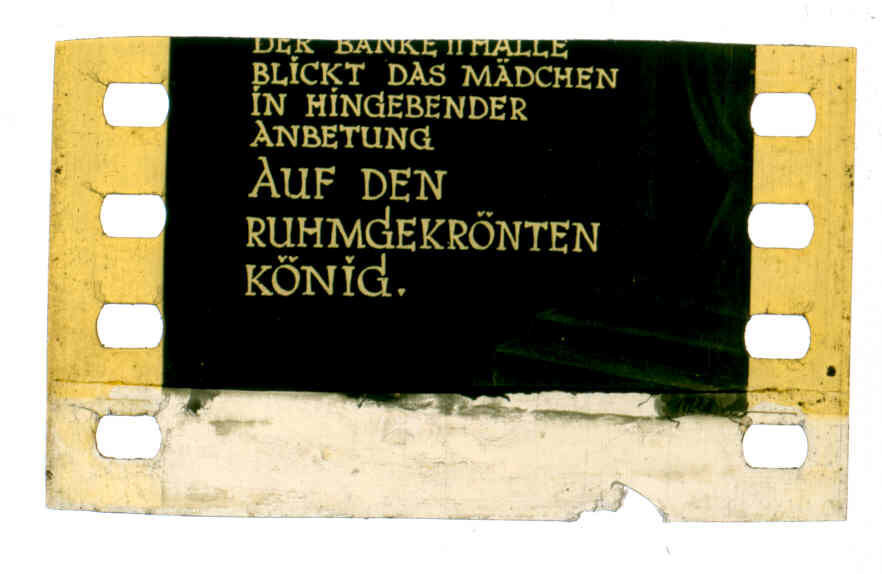 DER BANKETTHALLE
BLICKT DAS MÄDCHEN
IN HINGEBENDER
ANBETUNG
AUF DEN
RUHMGEKRÖNTEN
KÖNIG.